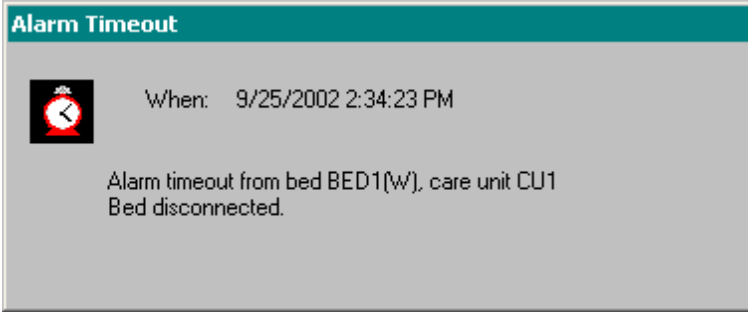 Alarm Timeout
When: 9/25/2002 2:34:23 PM
Alarm timeout from bed BED1(W), care unit CU1
Bed disconnected.